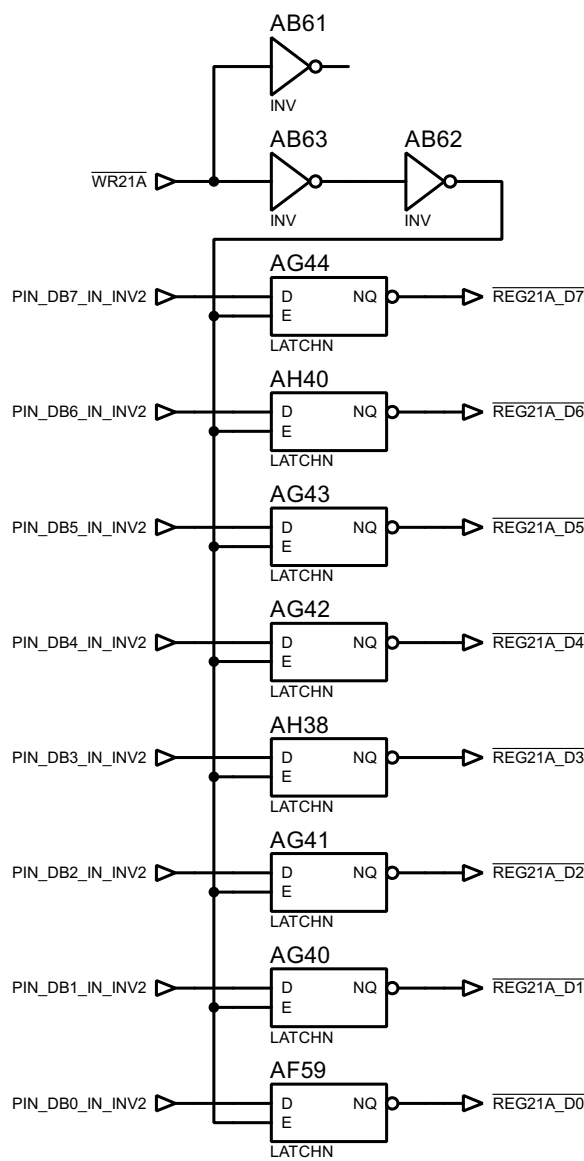 AB61
INV
AB63 AB62
WR21A
INV INV
AG44
PIN_DB7_IN_INV2 D NQ REG21A_D7
E
LATCHN
AH40
PIN_DB6_IN_INV2 D NQ REG21A_D6
E
LATCHN
AG43
PIN_DB5_IN_INV2 D NQ REG21A_D5
E
LATCHN
AG42
PIN_DB4_IN_INV2 D NQ REG21A_D4
E
LATCHN
AH38
PIN_DB3_IN_INV2 D NQ REG21A_D3
E
LATCHN
AG41
PIN_DB2_IN_INV2 D NQ REG21A_D2
E
LATCHN
AG40
PIN_DB1_IN_INV2 D NQ REG21A_D1
E
LATCHN
AF59
PIN_DB0_IN_INV2 D NQ REG21A_D0
E
LATCHN